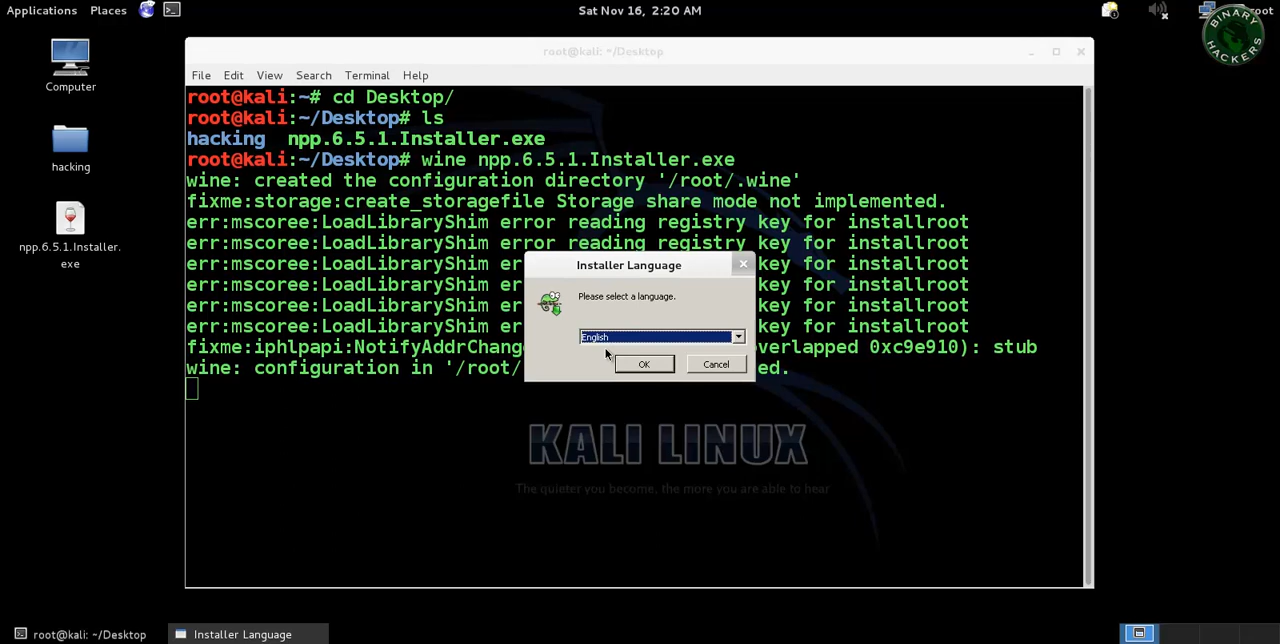 Applications Places Sat Nov 16, 2:20 AM root
BINARY HACKERS
Computer
hacking
npp.6.5.1.Installer.
exe
root@kali: ~/Desktop
File Edit View Search Terminal Help
root@kali:~# cd Desktop/
root@kali:~/Desktop# ls
hacking npp.6.5.1.Installer.exe
root@kali:~/Desktop# wine npp.6.5.1.Installer.exe
wine: created the configuration directory '/root/.wine'
fixme:storage:create_storagefile Storage share mode not implemented.
err:mscoree:LoadLibraryShim error reading registry key for installroot
err:mscoree:LoadLibraryShim error reading registry key for installroot
err:mscoree:LoadLibraryShim er key for installroot
err:mscoree:LoadLibraryShim er key for installroot
err:mscoree:LoadLibraryShim er key for installroot
err:mscoree:LoadLibraryShim er key for installroot
fixme:iphlpapi:NotifyAddrChang overlapped 0xc9e910): stub
wine: configuration in '/root/ ed.
Installer Language
Please select a language.
English
OK Cancel
KALI LINUX
The quieter you become, the more you are able to hear
root@kali: ~/Desktop Installer Language